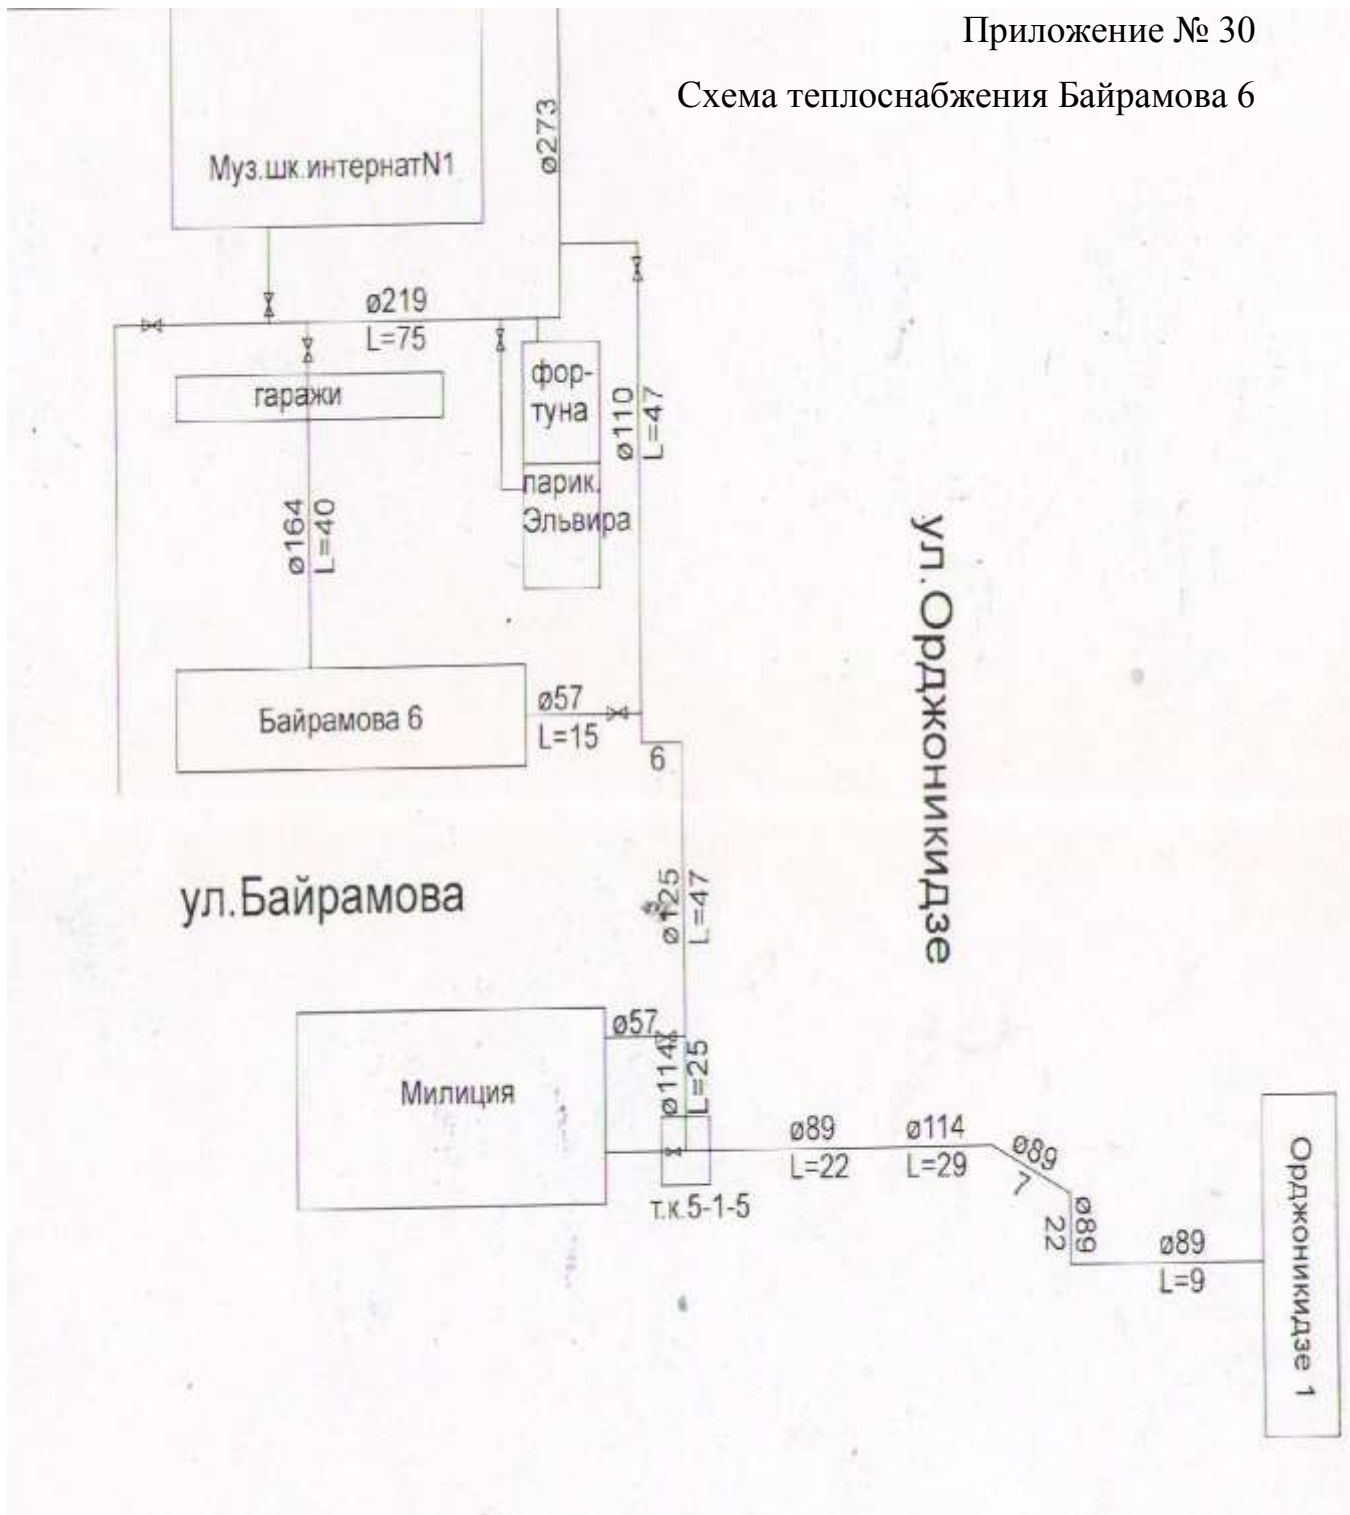 Приложение № 30
Схема теплоснабжения Байрамова 6
ø273
Муз.шк.интернатN1
ø219
L=75
гаражи
фор-
туна
парик.
Эльвира
ø110
L=47
ø164
L=40
ул.Орджоникидзе
Байрамова 6
ø57
L=15
6
ул.Байрамова
ø125
L=47
Милиция
ø57
ø114
L=25
т.к.5-1-5
ø89
L=22
ø114
L=29
ø89
7
ø89
22
ø89
L=9
Орджоникидзе 1